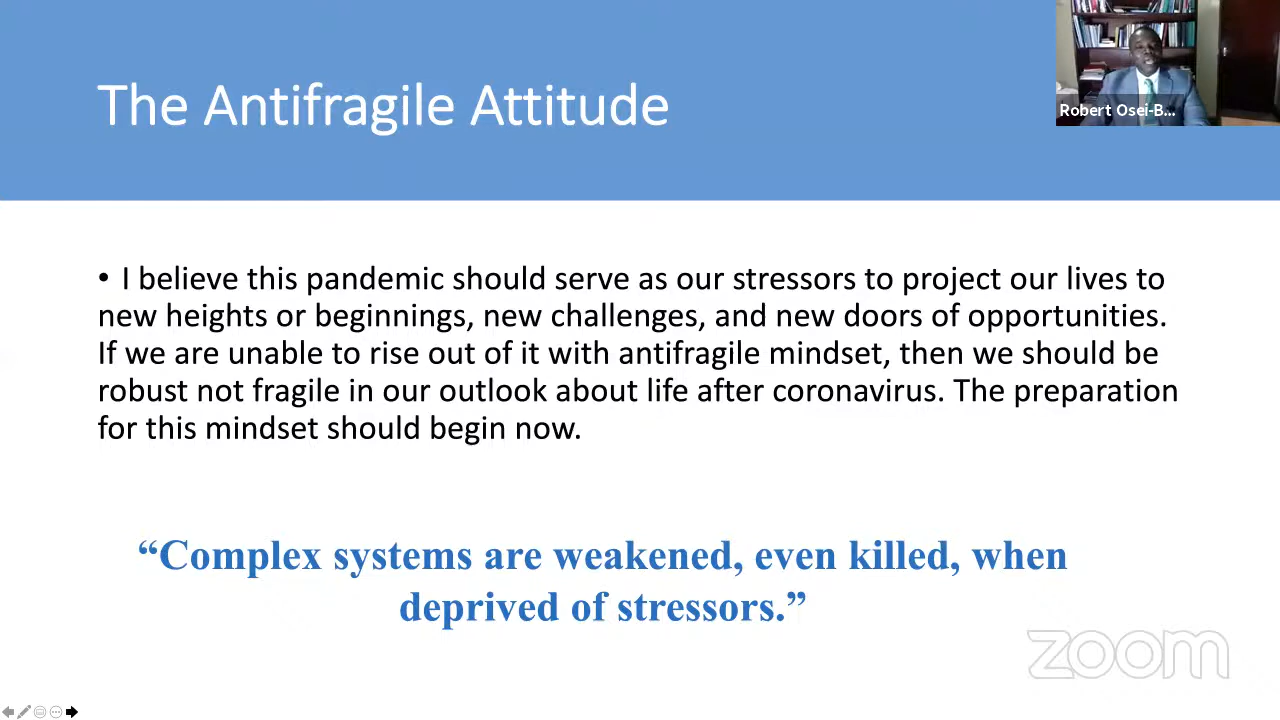 The Antifragile Attitude
Robert Osei-B...
• I believe this pandemic should serve as our stressors to project our lives to
new heights or beginnings, new challenges, and new doors of opportunities.
If we are unable to rise out of it with antifragile mindset, then we should be
robust not fragile in our outlook about life after coronavirus. The preparation
for this mindset should begin now.
“Complex systems are weakened, even killed, when
deprived of stressors.”
zoom